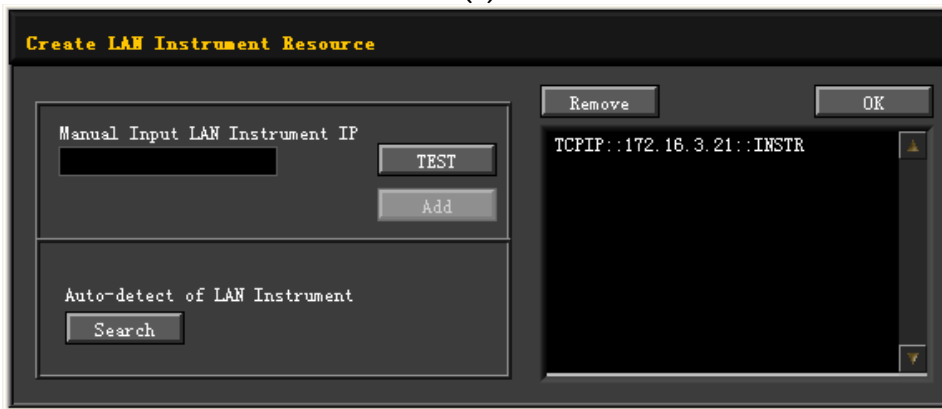 Create LAN Instrument Resource
Manual Input LAN Instrument IP
TEST
Add
Auto-detect of LAN Instrument
Search
Remove
OK
TCPIP::172.16.3.21::INSTR